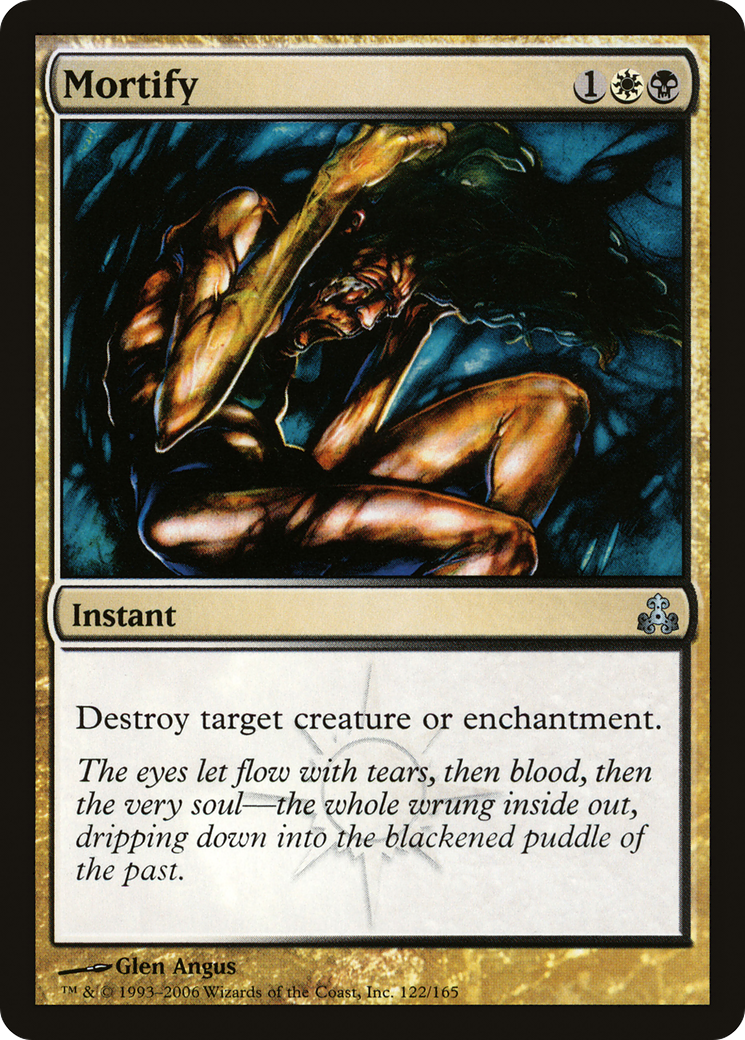 Mortify
1
Instant
Destroy target creature or enchantment.
The eyes let flow with tears, then blood, then
the very soul—the whole wrung inside out,
dripping down into the blackened puddle of
the past.
Glen Angus
™ & © 1993–2006 Wizards of the Coast, Inc. 122/165